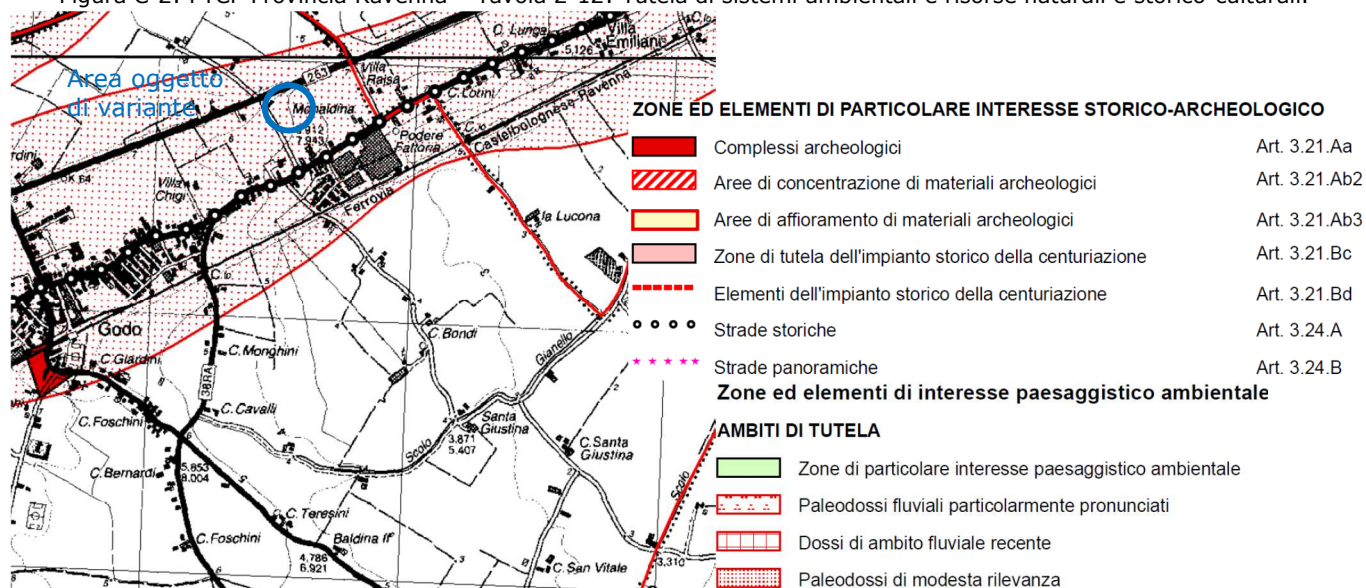 Figura C-2: PTCP Provincia Ravenna – Tavola 2-12: Tutela di sistemi ambientali e risorse naturali e storico-culturali.
Area oggetto
di variante
C. Lunga
Villa
Emiliani
5,126
253
Villa
Raisa
C. Lotini
Monaldina
7.943
Podere
Fattoria
Castelbolognese-Ravenna
Ferrovia
Villa
Chigi
la Lucona
Godo
C. Giardini
C. Bondi
C. Monghini
Gianello
38RA
C. Cavalli
C. Foschini
Santa
Giustina
3.871
5.407
Scolo
C. Santa
Giustina
C. Bernardi
5.853
8.004
C. Teresini
C. Foschini
4.786
6.921
Baldina IIª
C. San Vitale
3,310
Scolo
ZONE ED ELEMENTI DI PARTICOLARE INTERESSE STORICO-ARCHEOLOGICO
Complessi archeologici Art. 3.21.Aa
Aree di concentrazione di materiali archeologici Art. 3.21.Ab2
Aree di affioramento di materiali archeologici Art. 3.21.Ab3
Zone di tutela dell'impianto storico della centuriazione Art. 3.21.Bc
Elementi dell'impianto storico della centuriazione Art. 3.21.Bd
Strade storiche Art. 3.24.A
Strade panoramiche Art. 3.24.B
Zone ed elementi di interesse paesaggistico ambientale
AMBITI DI TUTELA
Zone di particolare interesse paesaggistico ambientale
Paleodossi fluviali particolarmente pronunciati
Dossi di ambito fluviale recente
Paleodossi di modesta rilevanza